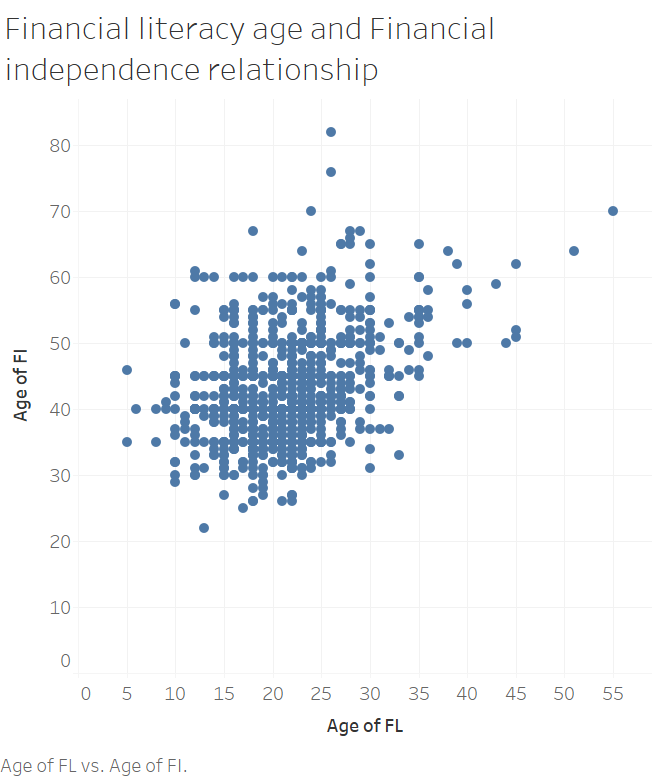 Financial literacy age and Financial
independence relationship
80
70
60
50
40
30
20
10
0
Age of FI
0 5 10 15 20 25 30 35 40 45 50 55
Age of FL
Age of FL vs. Age of FI.